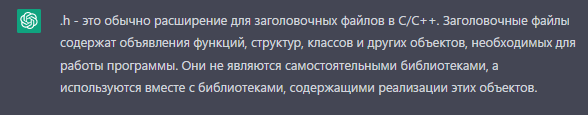 .h - это обычно расширение для заголовочных файлов в C/C++. Заголовочные файлы
содержат объявления функций, структур, классов и других объектов, необходимых для
работы программы. Они не являются самостоятельными библиотеками, а
используются вместе с библиотеками, содержащими реализации этих объектов.